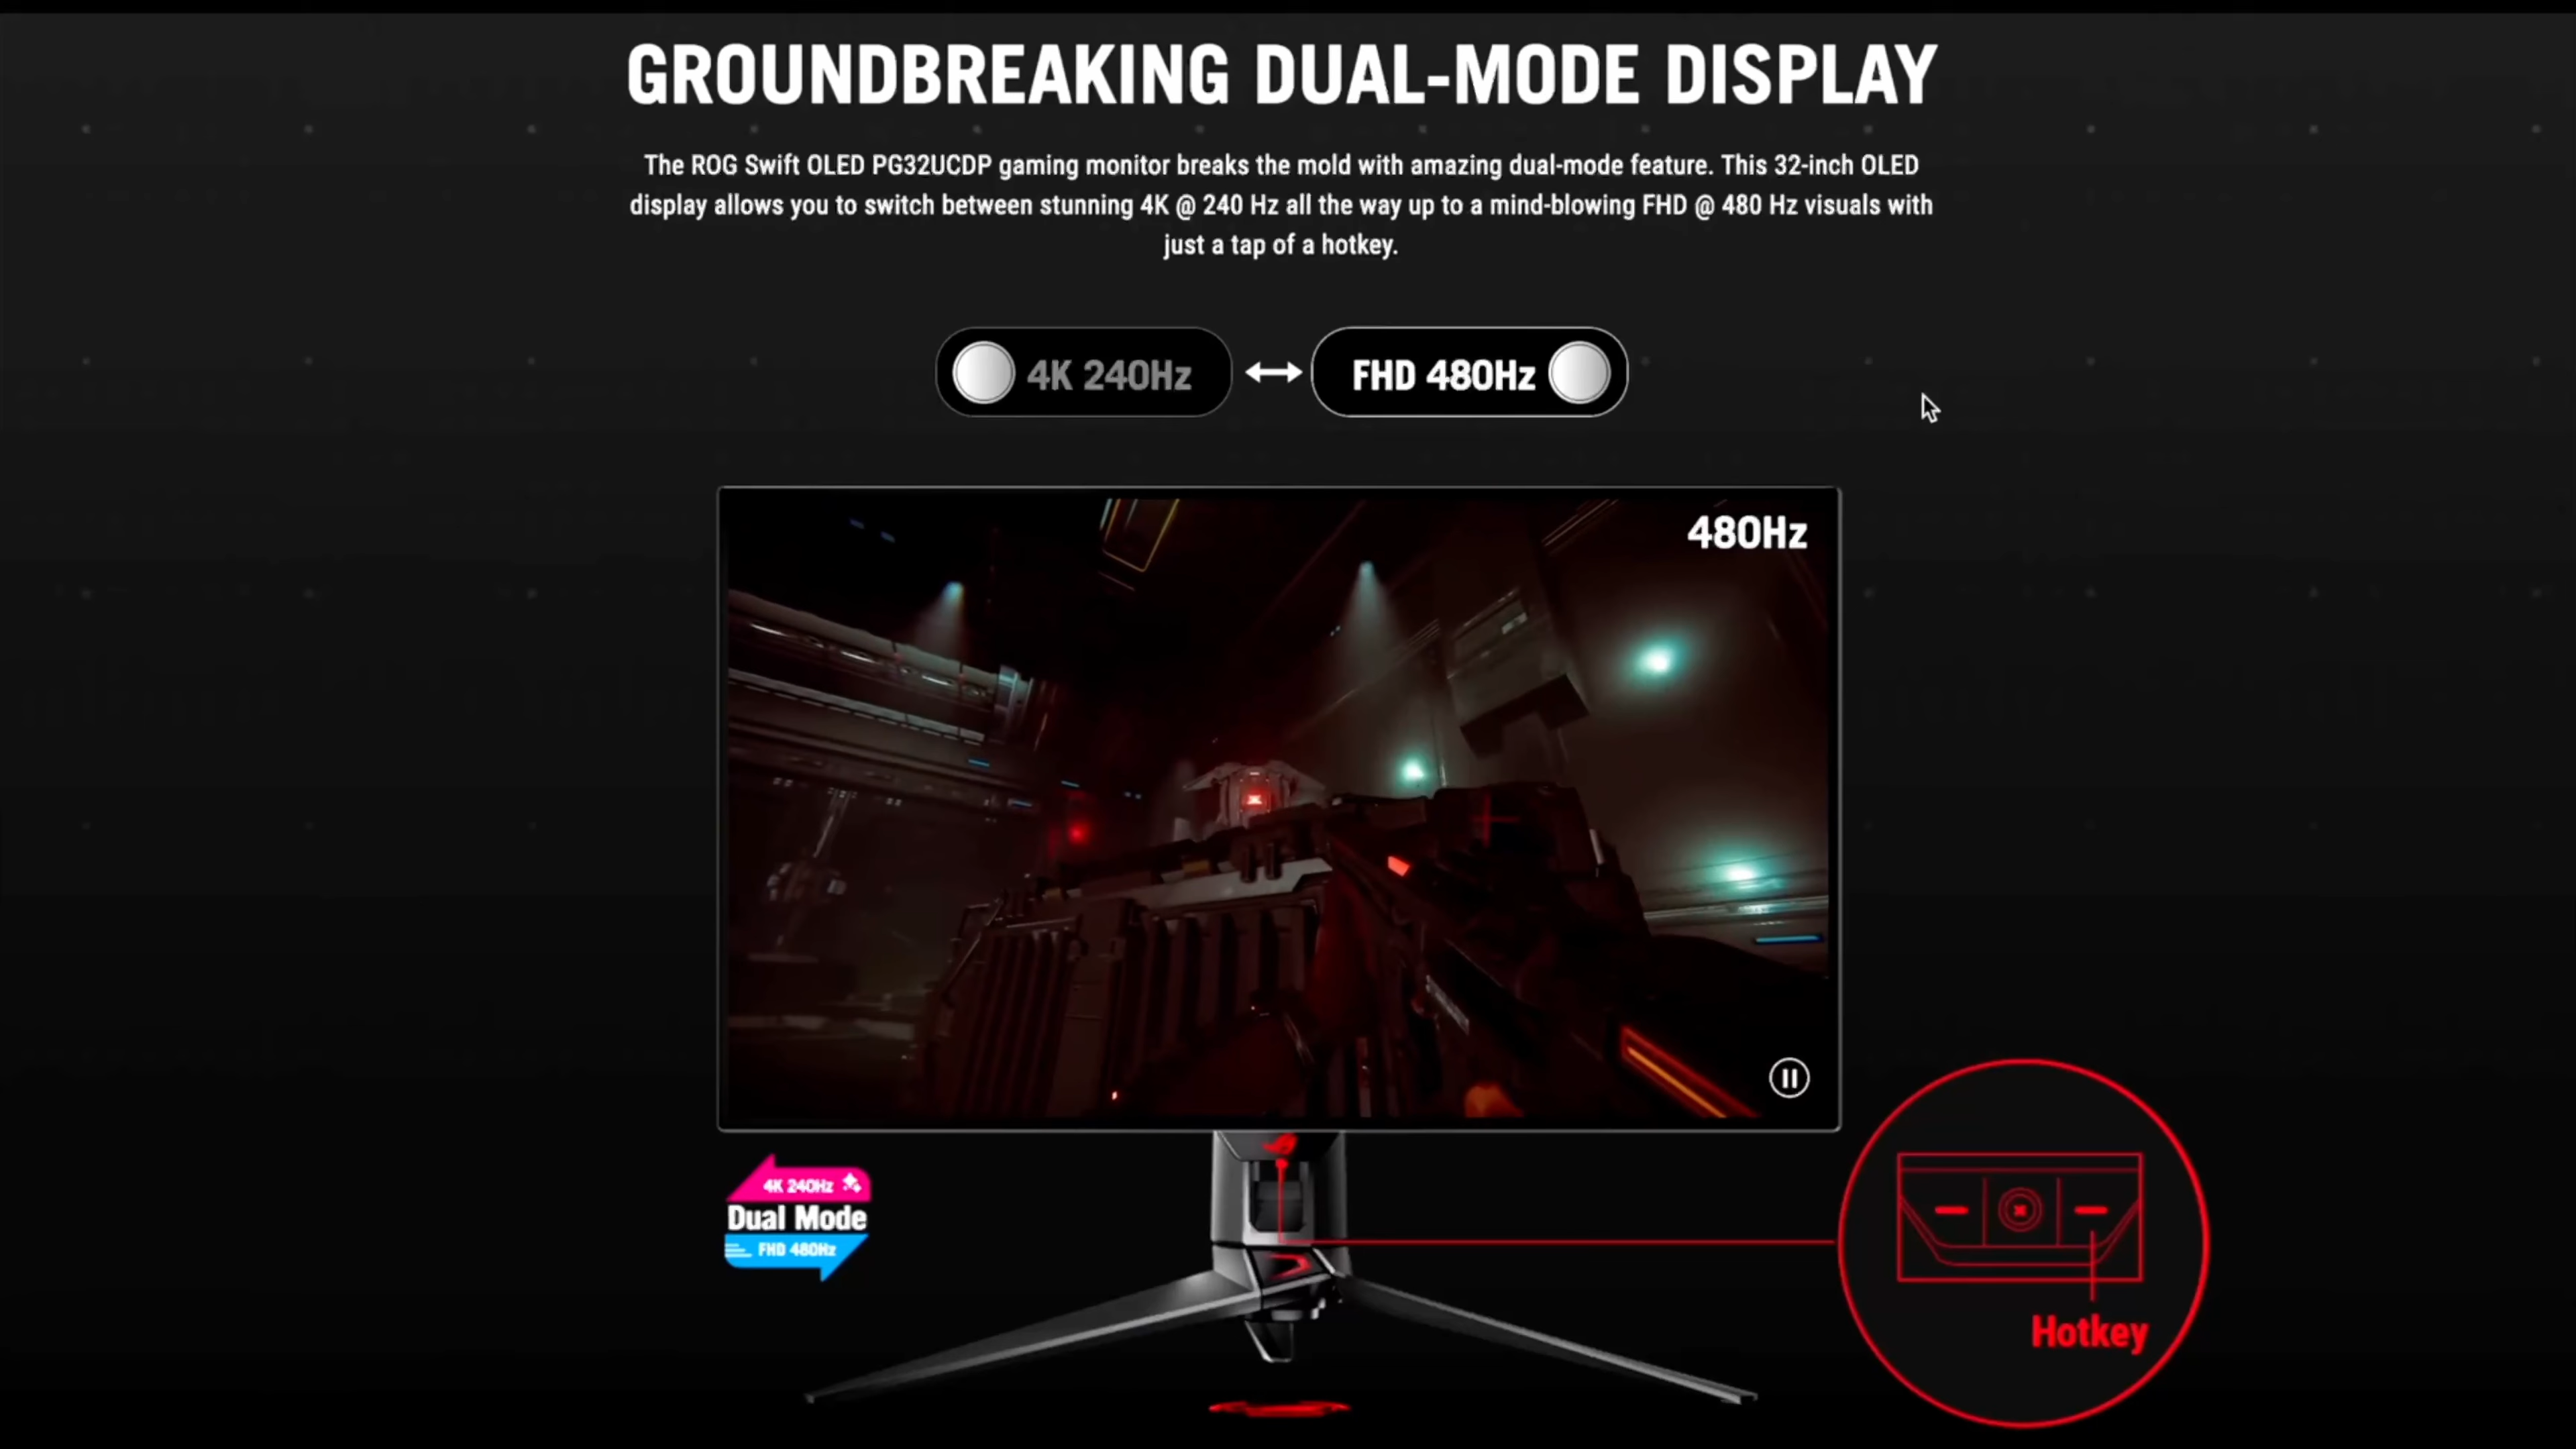 GROUNDBREAKING DUAL-MODE DISPLAY
The ROG Swift OLED PG32UCDP gaming monitor breaks the mold with amazing dual-mode feature. This 32-inch OLED
display allows you to switch between stunning 4K @ 240 Hz all the way up to a mind-blowing FHD @ 480 Hz visuals with
just a tap of a hotkey.
4K 240Hz
FHD 480Hz
480Hz
4K 240Hz
Dual Mode
FHD 480Hz
Hotkey